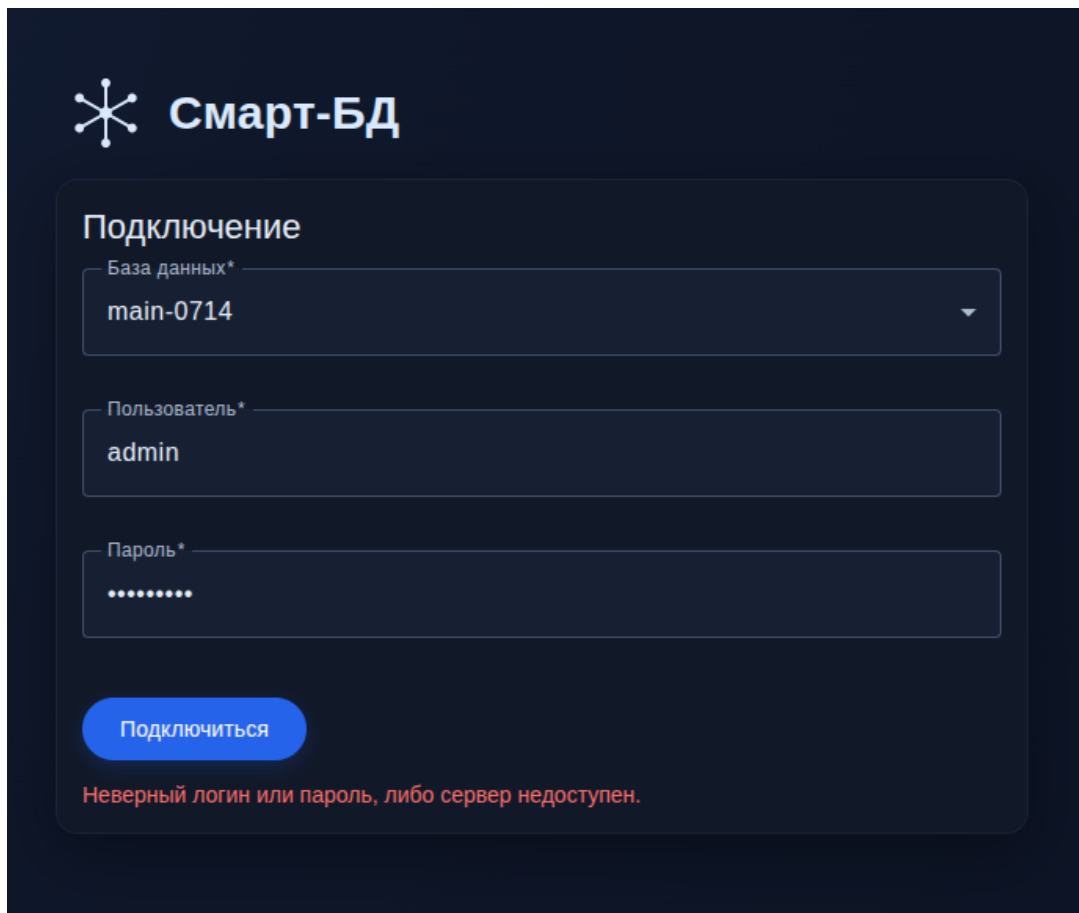 Смарт-БД
Подключение
База данных*
main-0714
Пользователь*
admin
Пароль*
•••••••••
Подключиться
Неверный логин или пароль, либо сервер недоступен.